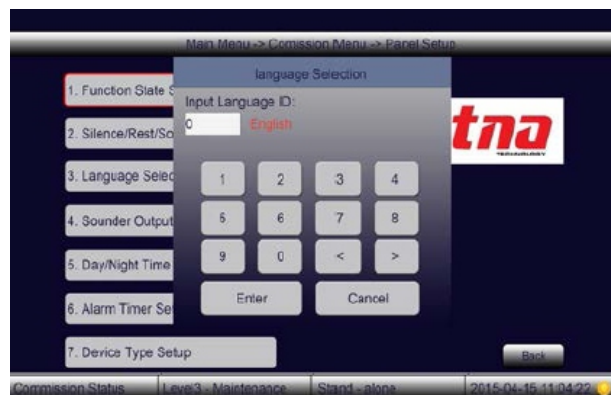 Main Menu -> Comission Menu -> Panel Setup
language Selection
Input Language ID:
0 English
1. Function State S
2. Silence/Rest/So
3. Language Selec
4. Sounder Output
5. Day/Night Time
6. Alarm Timer Se
7. Device Type Setup
1 2 3 4
5 6 7 8
9 0 < >
Enter Cancel
tna
TECHNOLOGY
Back
Commission Status Level3 - Maintenance Stand - alone 2015-04-15 11:04:22